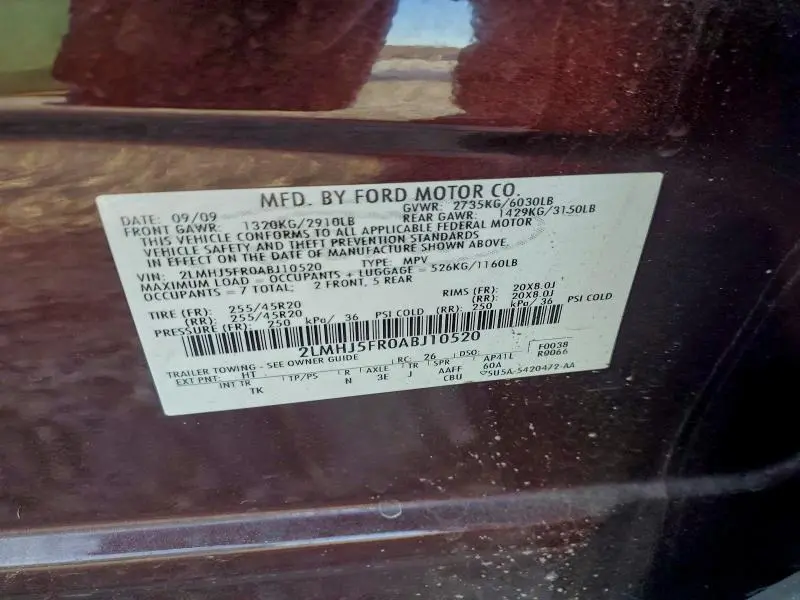 MFD. BY FORD MOTOR CO.
DATE: 09/09 GVWR: 2735KG/6030LB
FRONT GAWR: 1320KG/2910LB REAR GAWR: 1429KG/3150LB
THIS VEHICLE CONFORMS TO ALL APPLICABLE FEDERAL MOTOR
VEHICLE SAFETY AND THEFT PREVENTION STANDARDS
IN EFFECT ON THE DATE OF MANUFACTURE SHOWN ABOVE.
VIN: 2LMHJ5FR0ABJ10520 TYPE: MPV
MAXIMUM LOAD = OCCUPANTS + LUGGAGE = 526KG/1160LB
OCCUPANTS = 7 TOTAL; 2 FRONT, 5 REAR
TIRE (FR): 255/45R20 RIMS (FR): 20X8.0J
(RR): 255/45R20 (RR): 20X8.0J
PRESSURE (FR): 250 kPa/ 36 PSI COLD (RR): 250 kPa/ 36 PSI COLD
2LMHJ5FR0ABJ10520
TRAILER TOWING - SEE OWNER GUIDE RC: 26 DSO: F0038
R0066
EXT PNT: HT INT TR TP/PS R AXLE TR SPR AP41L
TK N 3E J AAFF 60A
CBU 5U5A-5420472-AA